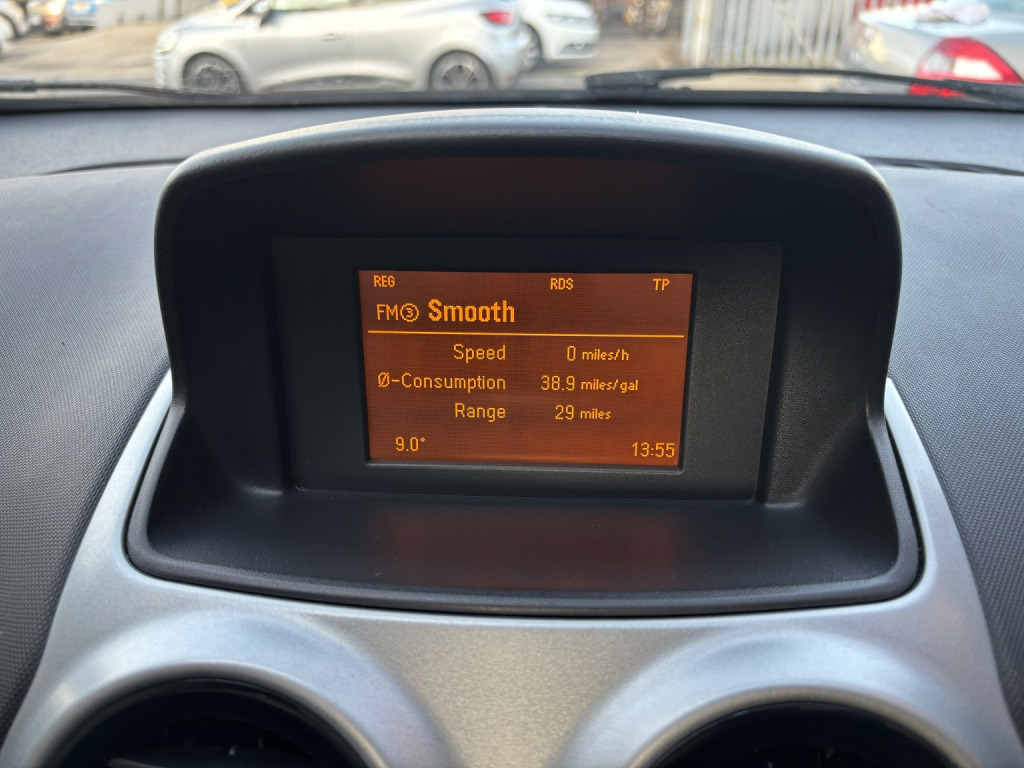 REG RDS TP
FM③ Smooth
Speed 0 miles/h
Ø-Consumption 38.9 miles/gal
Range 29 miles
9.0° 13:55